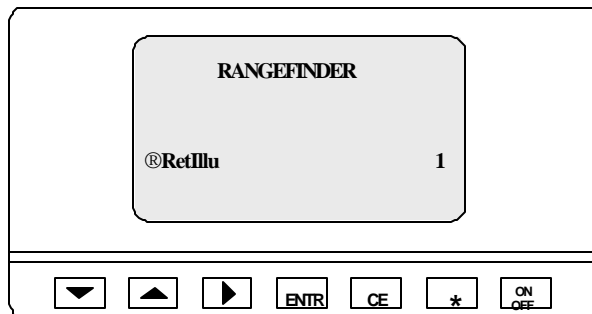 RANGEFINDER
®RetIllu 1
ENTR CE * ON OFF